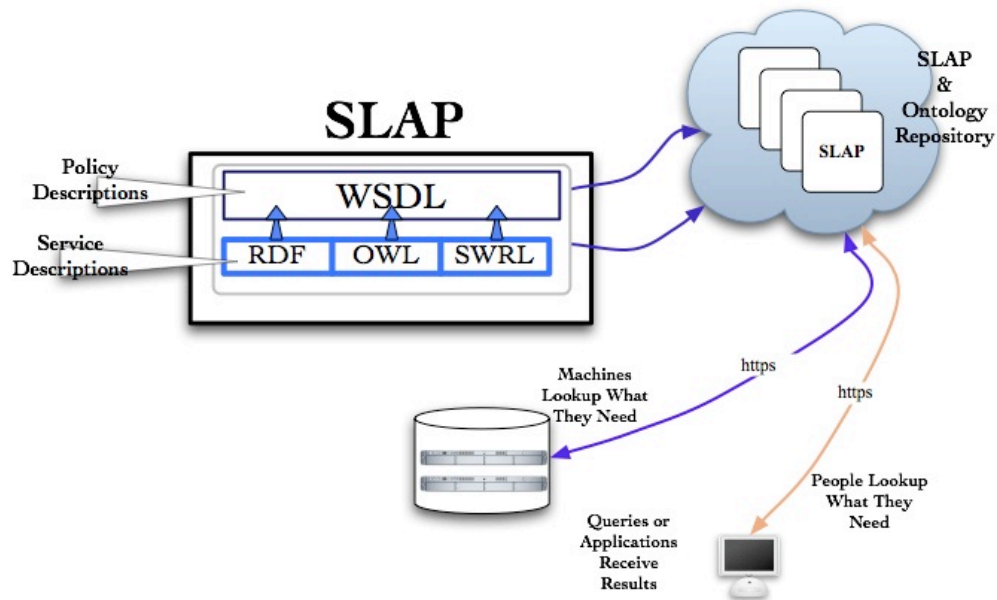 SLAP
Policy
Descriptions
WSDL
Service
Descriptions
RDF
OWL
SWRL
SLAP
&
Ontology
Repository
SLAP
https
https
Machines
Lookup What
They Need
People Lookup
What They
Need
Queries or
Applications
Receive
Results